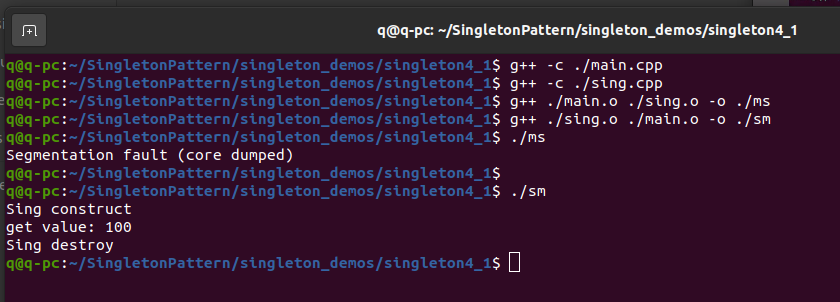 q@q-pc: ~/SingletonPattern/singleton_demos/singleton4_1
q@q-pc:~/SingletonPattern/singleton_demos/singleton4_1$ g++ -c ./main.cpp
q@q-pc:~/SingletonPattern/singleton_demos/singleton4_1$ g++ -c ./sing.cpp
q@q-pc:~/SingletonPattern/singleton_demos/singleton4_1$ g++ ./main.o ./sing.o -o ./ms
q@q-pc:~/SingletonPattern/singleton_demos/singleton4_1$ g++ ./sing.o ./main.o -o ./sm
q@q-pc:~/SingletonPattern/singleton_demos/singleton4_1$ ./ms
Segmentation fault (core dumped)
q@q-pc:~/SingletonPattern/singleton_demos/singleton4_1$
q@q-pc:~/SingletonPattern/singleton_demos/singleton4_1$ ./sm
Sing construct
get value: 100
Sing destroy
q@q-pc:~/SingletonPattern/singleton_demos/singleton4_1$